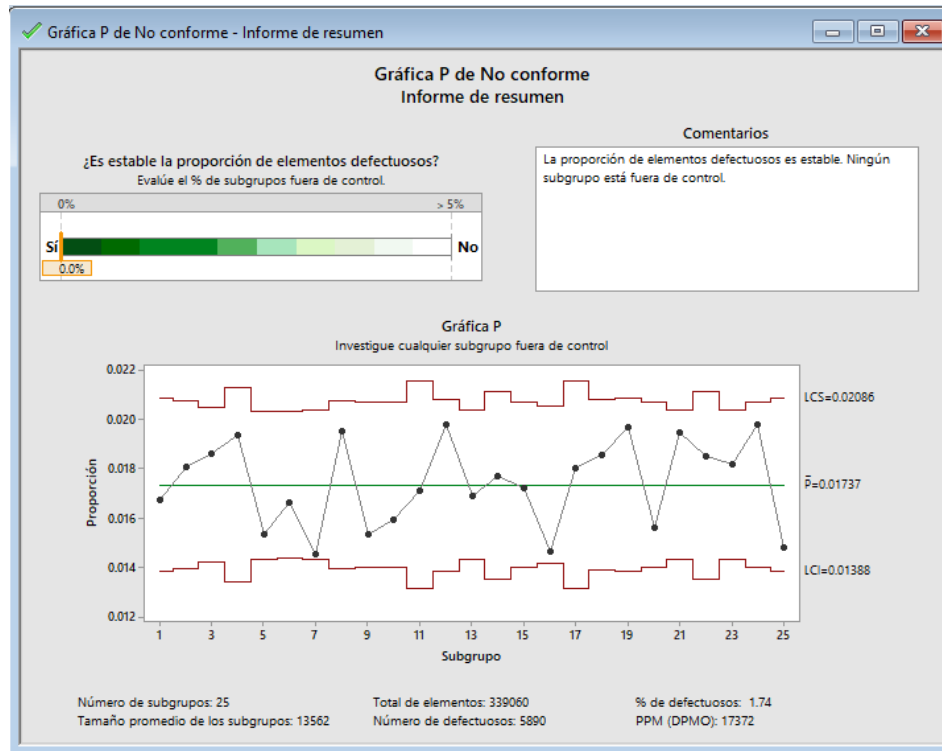 Gráfica P de No conforme - Informe de resumen
Gráfica P de No conforme
Informe de resumen
¿Es estable la proporción de elementos defectuosos?
Evalúe el % de subgrupos fuera de control.
0%
> 5%
Sí
No
0.0%
Comentarios
La proporción de elementos defectuosos es estable. Ningún
subgrupo está fuera de control.
Gráfica P
Investigue cualquier subgrupo fuera de control
0.022
0.020
0.018
0.016
0.014
0.012
Proporción
LCS=0.02086
P̄=0.01737
LCI=0.01388
1 3 5 7 9 11 13 15 17 19 21 23 25
Subgrupo
Número de subgrupos: 25
Tamaño promedio de los subgrupos: 13562
Total de elementos: 339060
Número de defectuosos: 5890
% de defectuosos: 1.74
PPM (DPMO): 17372